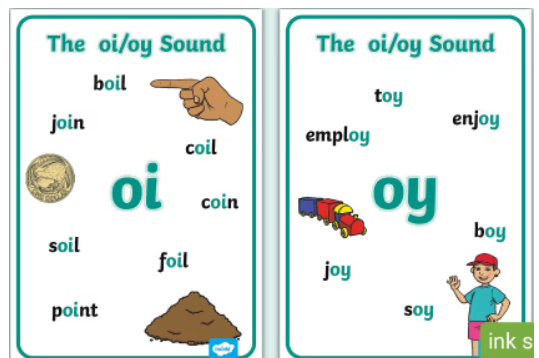 The oi/oy Sound
boil
join
coil
oi
coin
soil
foil
point
The oi/oy Sound
toy
enjoy
employ
oy
boy
joy
soy
ink s